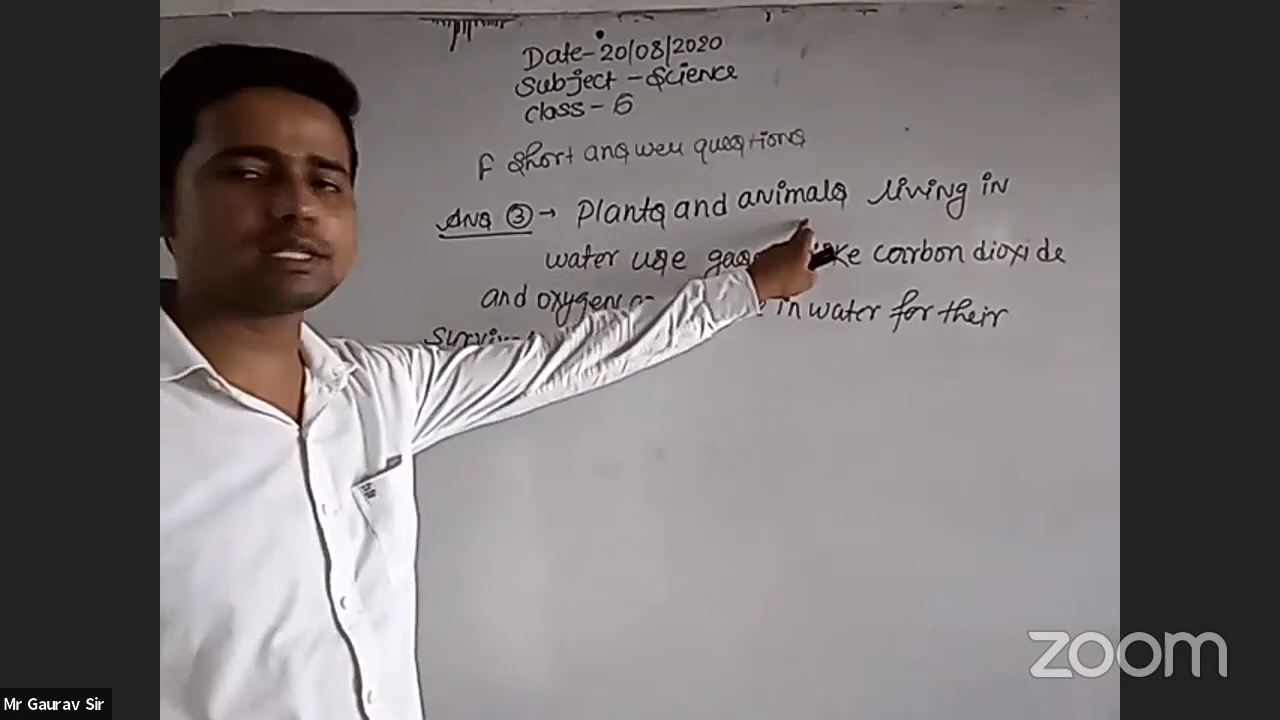 Date-20/08/2020
Subject-Science
Class-6
F Short answer questions
Ans ③→ Plants and animals living in
water use carbon dioxide
and oxygen in water for their
zoom
Mr Gaurav Sir